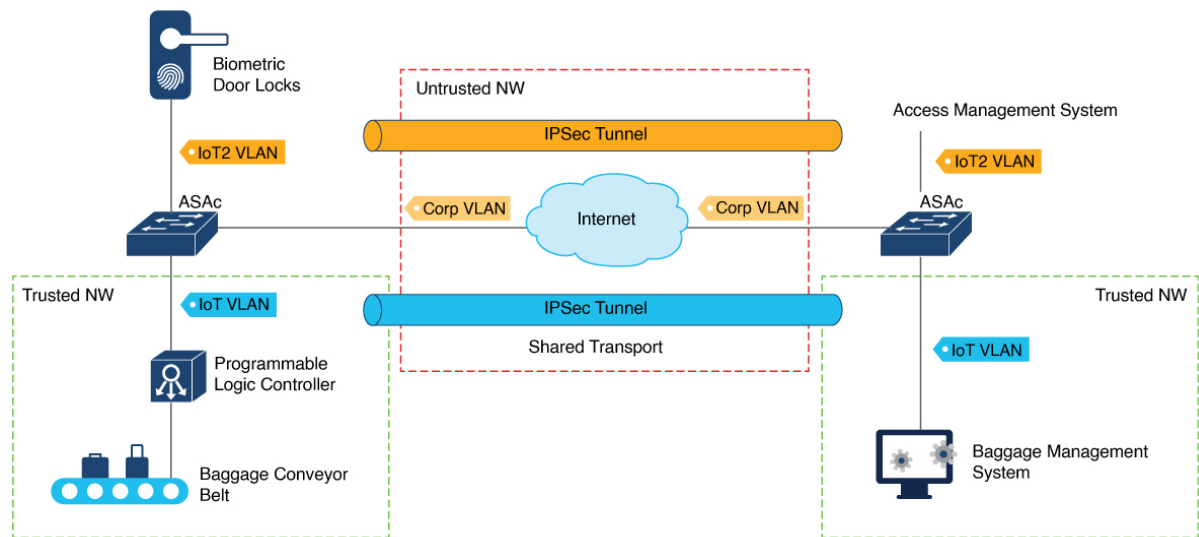 Biometric
Door Locks
Untrusted NW
Access Management System
IPSec Tunnel
IoT2 VLAN
IoT2 VLAN
ASAc
ASAc
Corp VLAN
Internet
Corp VLAN
Trusted NW
IoT VLAN
IPSec Tunnel
Trusted NW
Shared Transport
IoT VLAN
Programmable
Logic Controller
Baggage Conveyor
Belt
Baggage Management
System